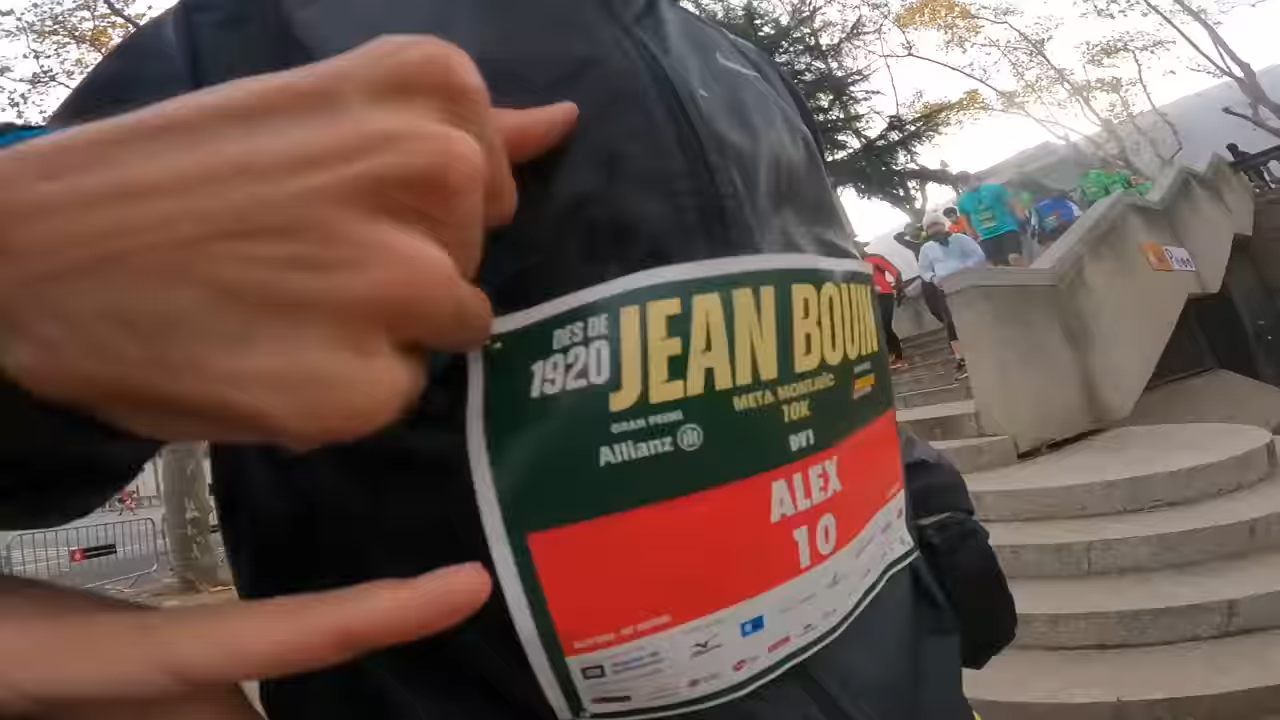 DES DE
1920
JEAN BOUIN
META MONTJUÏC
10K
GRAN PREMI
Allianz
DV1
ALEX
10